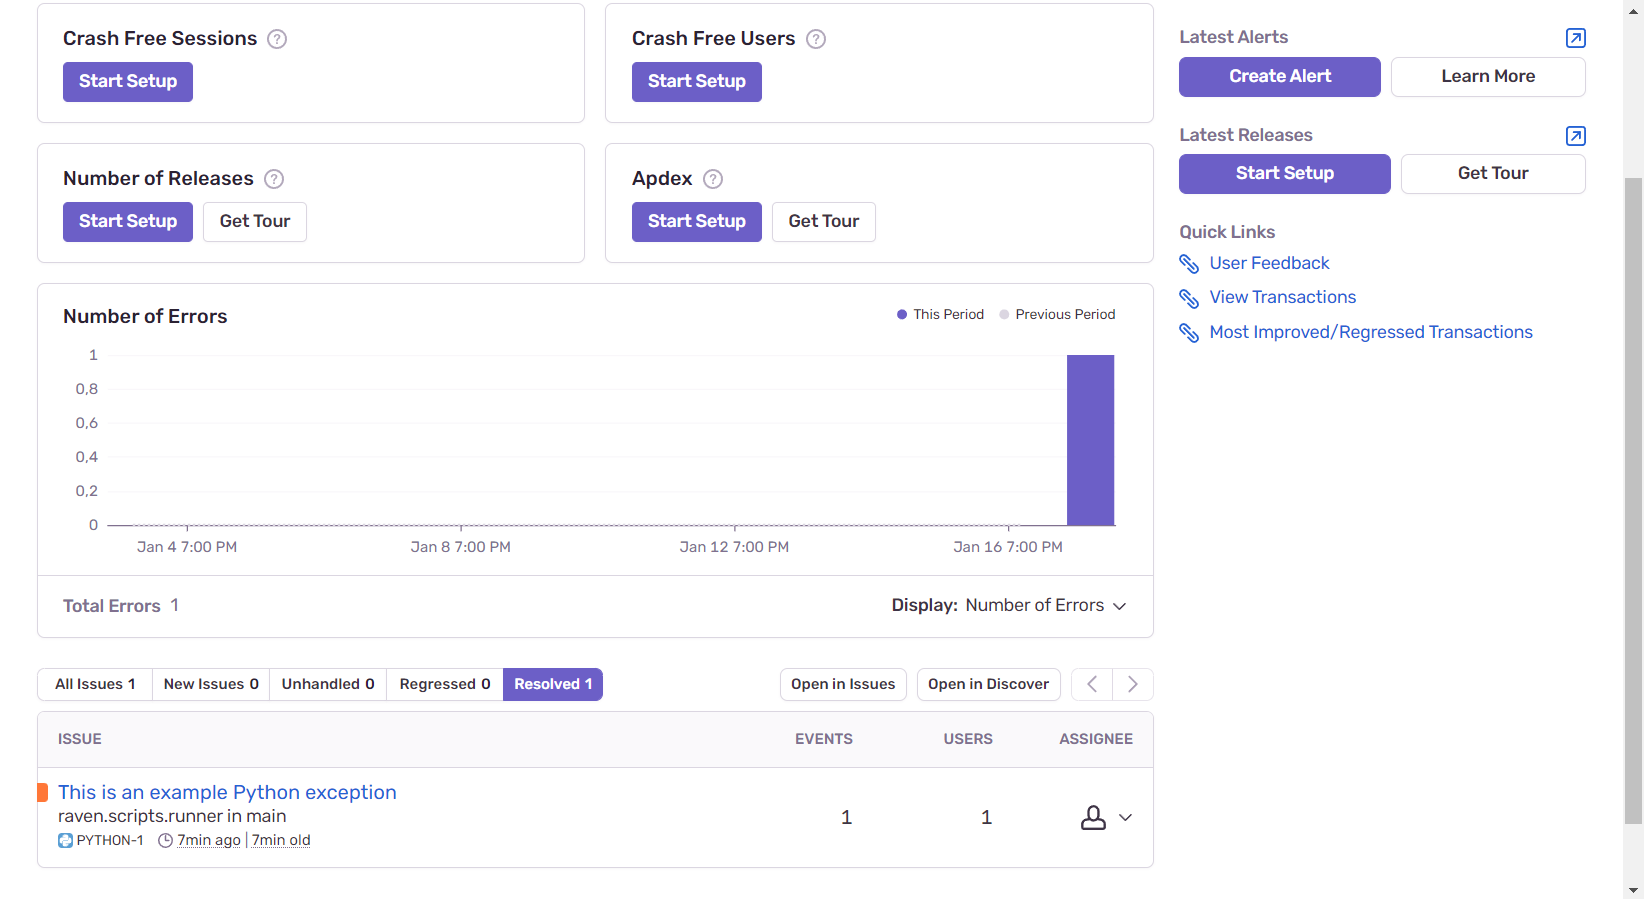 Crash Free Sessions ?
Start Setup
Crash Free Users ?
Start Setup
Number of Releases ?
Start Setup Get Tour
Apdex ?
Start Setup Get Tour
Number of Errors
This Period Previous Period
1
0,8
0,6
0,4
0,2
0
Jan 4 7:00 PM Jan 8 7:00 PM Jan 12 7:00 PM Jan 16 7:00 PM
Total Errors 1
Display: Number of Errors
All Issues 1 New Issues 0 Unhandled 0 Regressed 0 Resolved 1
Open in Issues Open in Discover
ISSUE EVENTS USERS ASSIGNEE
This is an example Python exception
raven.scripts.runner in main
PYTHON-1 7min ago | 7min old
1 1
Latest Alerts
Create Alert Learn More
Latest Releases
Start Setup Get Tour
Quick Links
User Feedback
View Transactions
Most Improved/Regressed Transactions